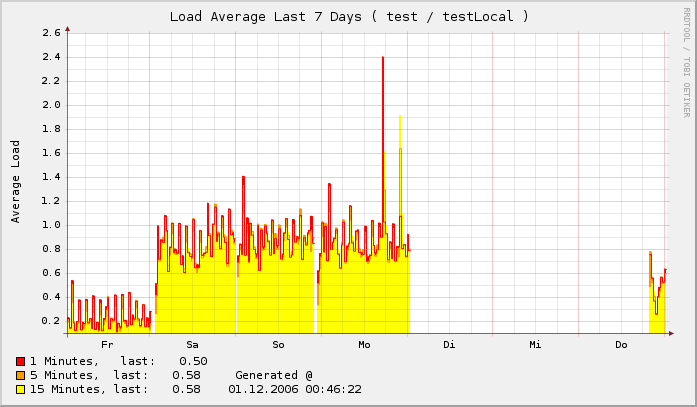 Load Average Last 7 Days ( test / testLocal )
RRDTOOL / TOBI OETIKER
Average Load
2.6
2.4
2.2
2.0
1.8
1.6
1.4
1.2
1.0
0.8
0.6
0.4
0.2
Fr Sa So Mo Di Mi Do
1 Minutes, last: 0.50
5 Minutes, last: 0.58 Generated @
15 Minutes, last: 0.58 01.12.2006 00:46:22